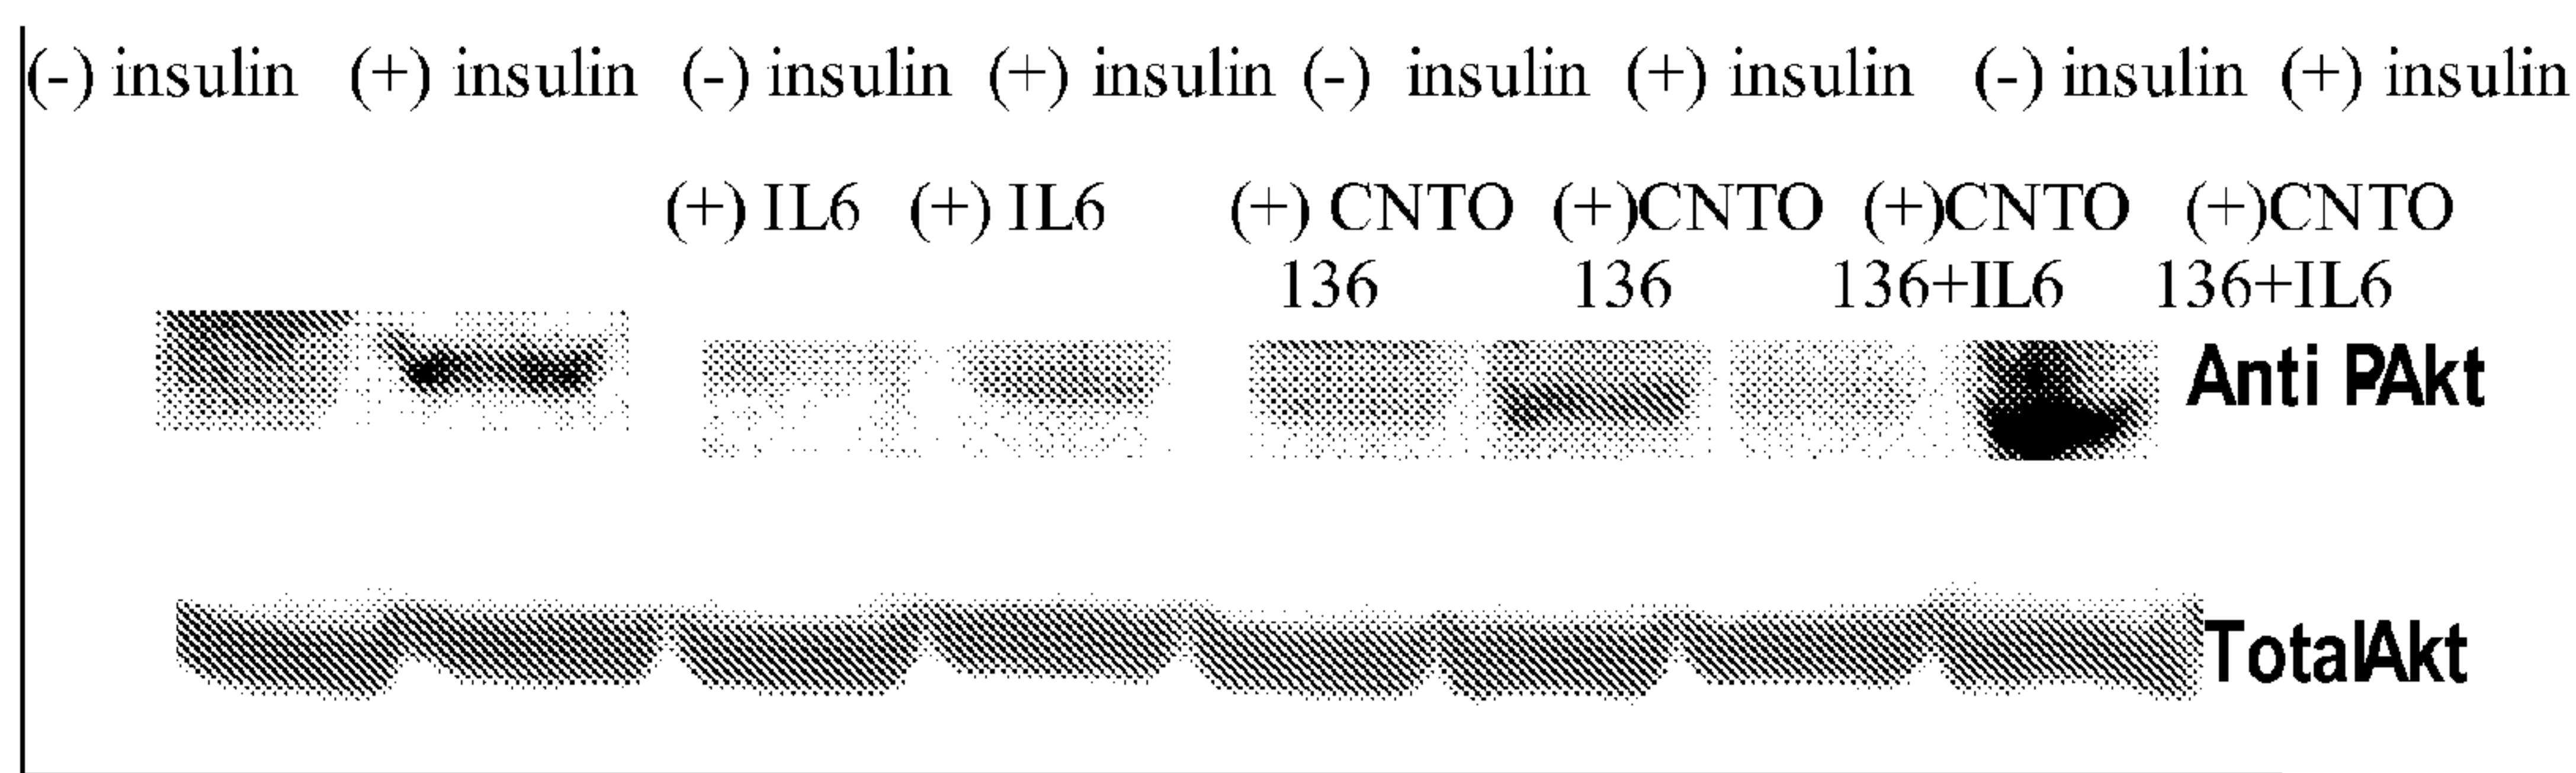 (-) insulin (+) insulin (-) insulin (+) insulin (-) insulin (+) insulin (-) insulin (+) insulin
(+) IL6 (+) IL6 (+) CNTO (+)CNTO (+)CNTO (+)CNTO
136 136 136+IL6 136+IL6
Anti PAkt
TotalAkt